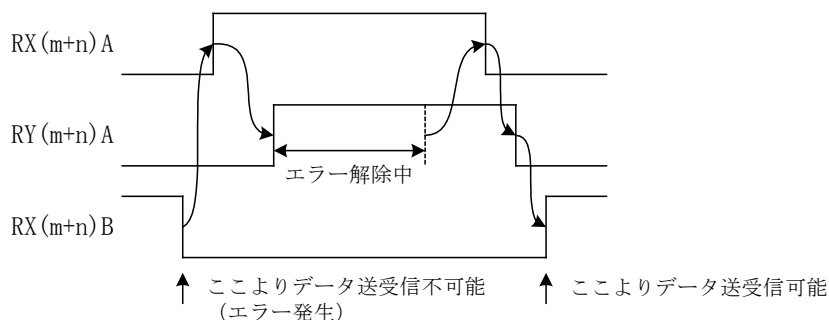 RX(m+n)A
RY(m+n)A
エラー解除中
RX(m+n)B
ここよりデータ送受信不可能
(エラー発生)
ここよりデータ送受信可能